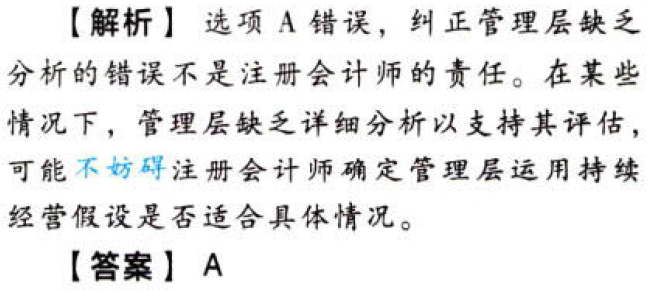 【解析】 选项 A 错误，纠正管理层缺乏
分析的错误不是注册会计师的责任。在某些
情况下，管理层缺乏详细分析以支持其评估，
可能不妨碍注册会计师确定管理层运用持续
经营假设是否适合具体情况。
【答案】 A